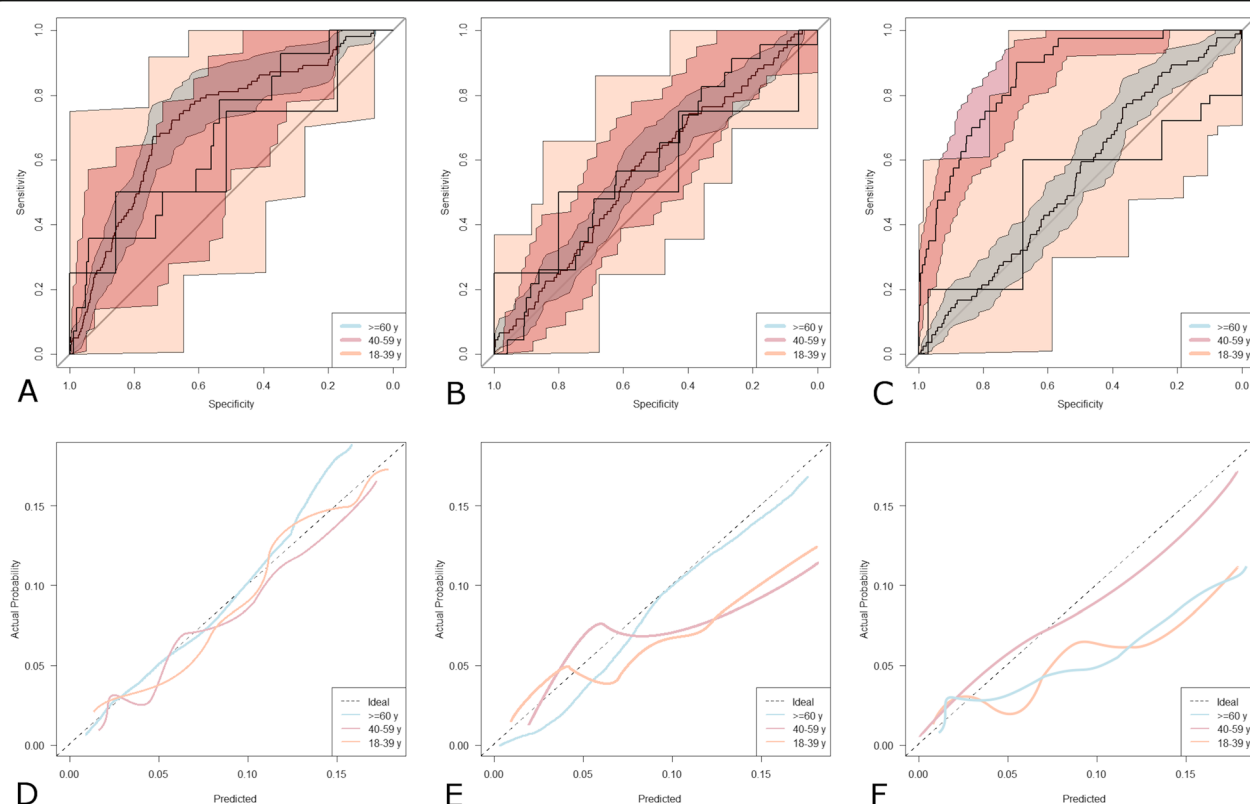 1.0
0.8
0.6
0.4
0.2
0.0
Sensitivity
>=60 y
40-59 y
18-39 y
1.0 0.8 0.6 0.4 0.2 0.0
Specificity
A
1.0
0.8
0.6
0.4
0.2
0.0
Sensitivity
>=60 y
40-59 y
18-39 y
1.0 0.8 0.6 0.4 0.2 0.0
Specificity
B
1.0
0.8
0.6
0.4
0.2
0.0
Sensitivity
>=60 y
40-59 y
18-39 y
1.0 0.8 0.6 0.4 0.2 0.0
Specificity
C
0.15
0.10
0.05
0.00
Actual Probability
Ideal
>=60 y
40-59 y
18-39 y
0.00 0.05 0.10 0.15
Predicted
D
0.15
0.10
0.05
0.00
Actual Probability
Ideal
>=60 y
40-59 y
18-39 y
0.00 0.05 0.10 0.15
Predicted
E
0.15
0.10
0.05
0.00
Actual Probability
Ideal
>=60 y
40-59 y
18-39 y
0.00 0.05 0.10 0.15
Predicted
F